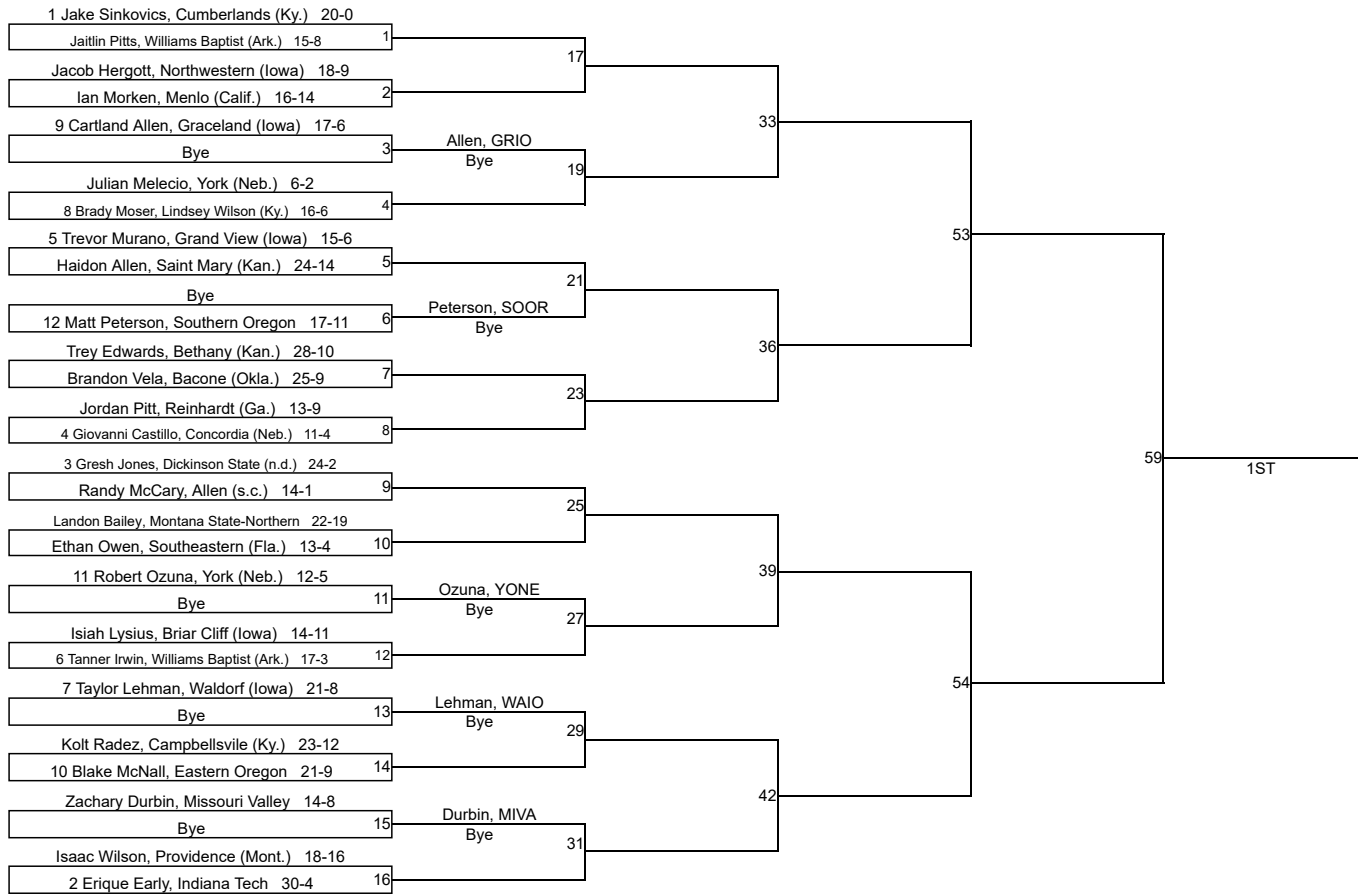 1 Jake Sinkovics, Cumberlands (Ky.) 20-0
Jaitlin Pitts, Williams Baptist (Ark.) 15-8
1
17
Jacob Hergott, Northwestern (Iowa) 18-9
Ian Morken, Menlo (Calif.) 16-14
2
33
9 Cartland Allen, Graceland (Iowa) 17-6
Bye
3
Allen, GRIO
Bye
19
Julian Melecio, York (Neb.) 6-2
8 Brady Moser, Lindsey Wilson (Ky.) 16-6
4
53
5 Trevor Murano, Grand View (Iowa) 15-6
Haidon Allen, Saint Mary (Kan.) 24-14
5
21
Bye
12 Matt Peterson, Southern Oregon 17-11
6
Peterson, SOOR
Bye
36
Trey Edwards, Bethany (Kan.) 28-10
Brandon Vela, Bacone (Okla.) 25-9
7
23
Jordan Pitt, Reinhardt (Ga.) 13-9
4 Giovanni Castillo, Concordia (Neb.) 11-4
8
59
1ST
3 Gresh Jones, Dickinson State (n.d.) 24-2
Randy McCary, Allen (s.c.) 14-1
9
25
Landon Bailey, Montana State-Northern 22-19
Ethan Owen, Southeastern (Fla.) 13-4
10
39
11 Robert Ozuna, York (Neb.) 12-5
Bye
11
Ozuna, YONE
Bye
27
Isiah Lysius, Briar Cliff (Iowa) 14-11
6 Tanner Irwin, Williams Baptist (Ark.) 17-3
12
54
7 Taylor Lehman, Waldorf (Iowa) 21-8
Bye
13
Lehman, WAIO
Bye
29
Kolt Radez, Campbellsvile (Ky.) 23-12
10 Blake McNall, Eastern Oregon 21-9
14
42
Zachary Durbin, Missouri Valley 14-8
Bye
15
Durbin, MIVA
Bye
31
Isaac Wilson, Providence (Mont.) 18-16
2 Erique Early, Indiana Tech 30-4
16